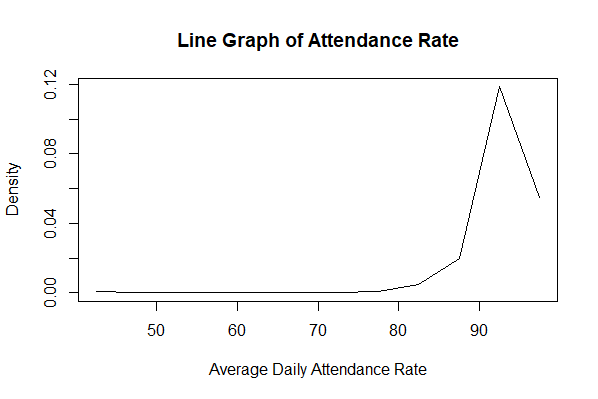 Line Graph of Attendance Rate
0.12
0.08
0.04
0.00
Density
50 60 70 80 90
Average Daily Attendance Rate